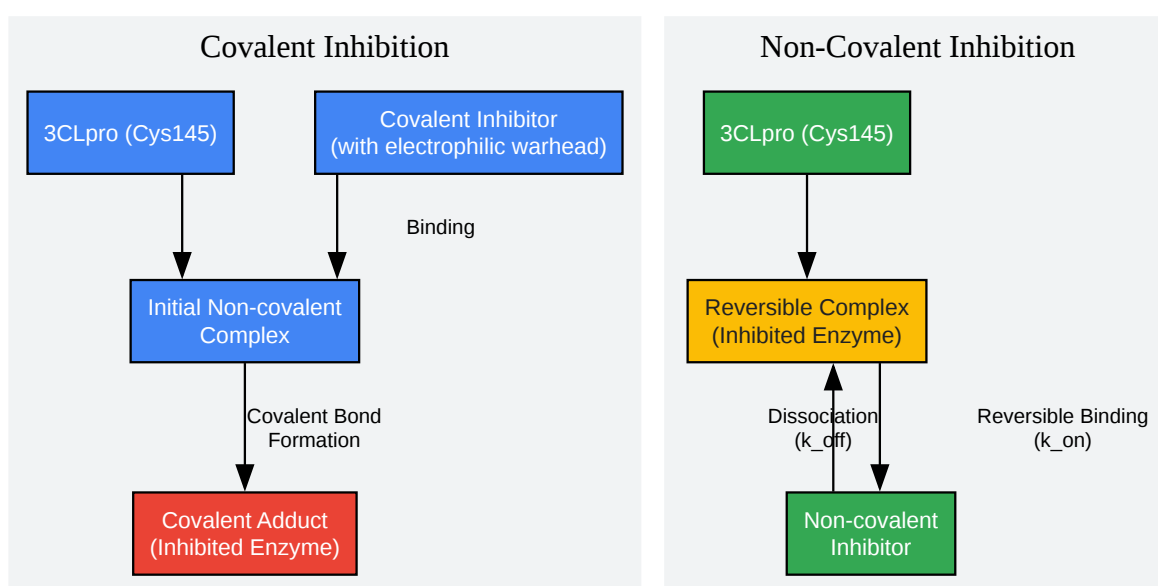 Covalent Inhibition
3CLpro (Cys145)
Covalent Inhibitor
(with electrophilic warhead)
Binding
Initial Non-covalent
Complex
Covalent Bond
Formation
Covalent Adduct
(Inhibited Enzyme)
Non-Covalent Inhibition
3CLpro (Cys145)
Reversible Complex
(Inhibited Enzyme)
Dissociation
(k_off)
Reversible Binding
(k_on)
Non-covalent
Inhibitor